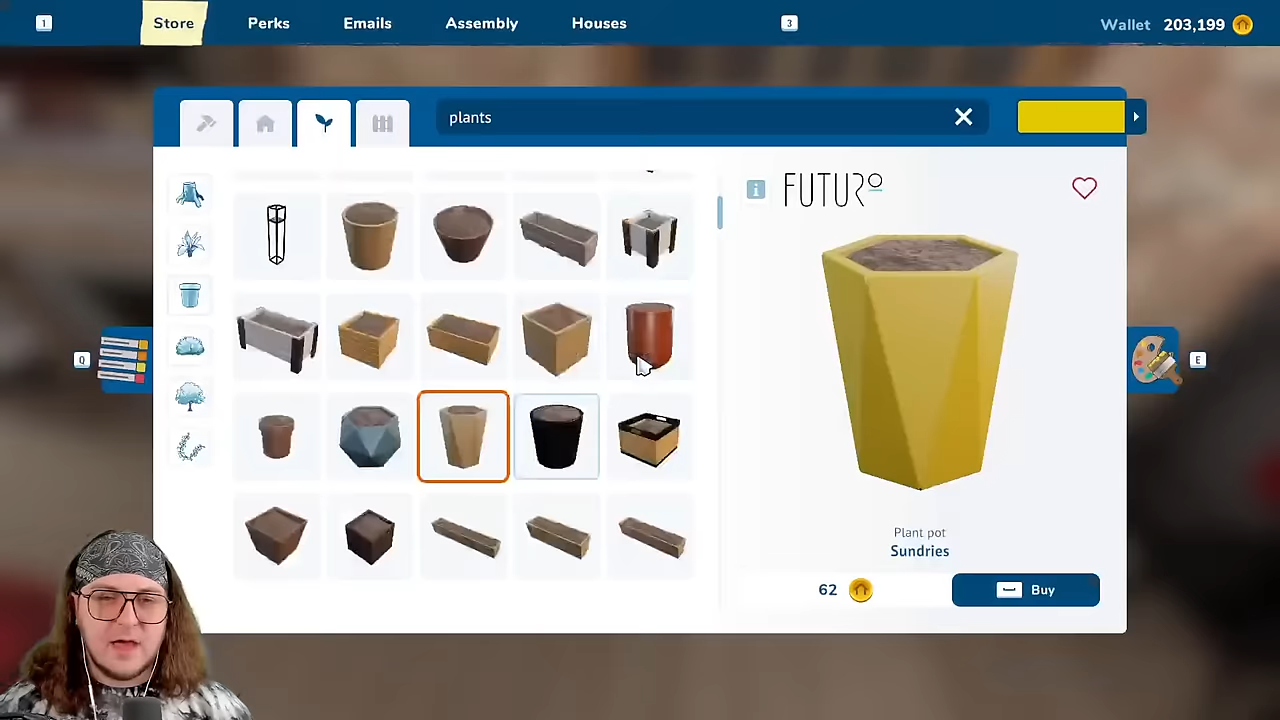 1
Store
Perks
Emails
Assembly
Houses
3
Wallet 203,199
plants
i
FUTURO
Q
E
Plant pot
Sundries
62
Buy